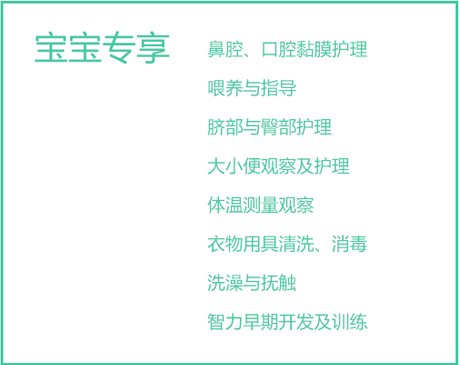 宝宝专享
鼻腔、口腔黏膜护理
喂养与指导
脐部与臀部护理
大小便观察及护理
体温测量观察
衣物用具清洗、消毒
洗澡与抚触
智力早期开发及训练